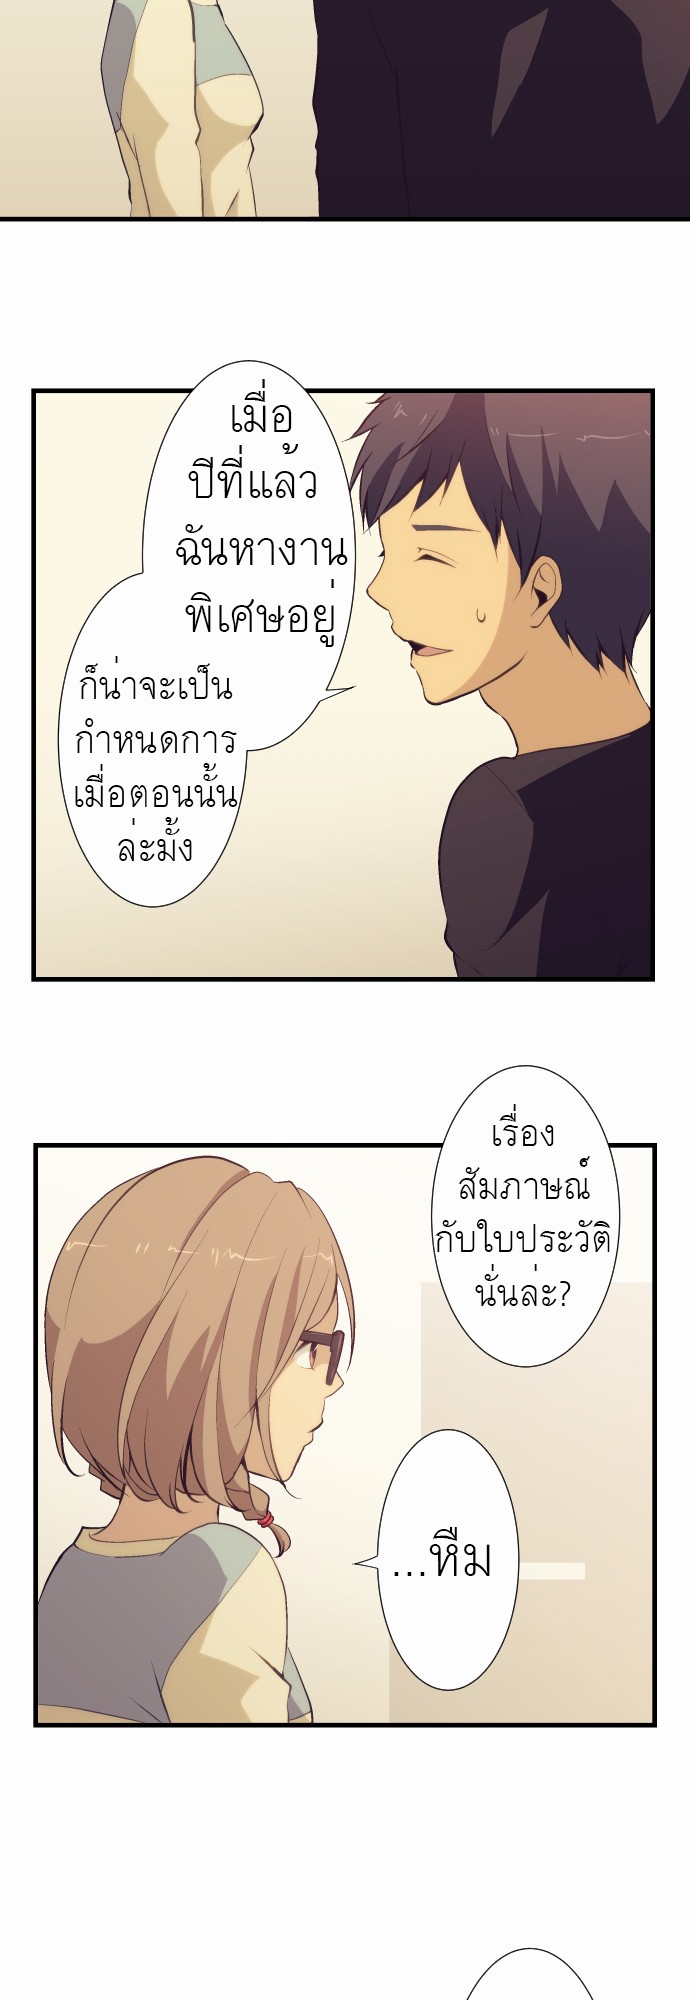 เมื่อ
ปีที่แล้ว
ฉันหางาน
พิเศษอยู่
ก็น่าจะเป็น
กำหนดการ
เมื่อตอนนั้น
ล่ะมั้ง
เรื่อง
สัมภาษณ์
กับใบประวัติ
นั่นล่ะ?
...หืม